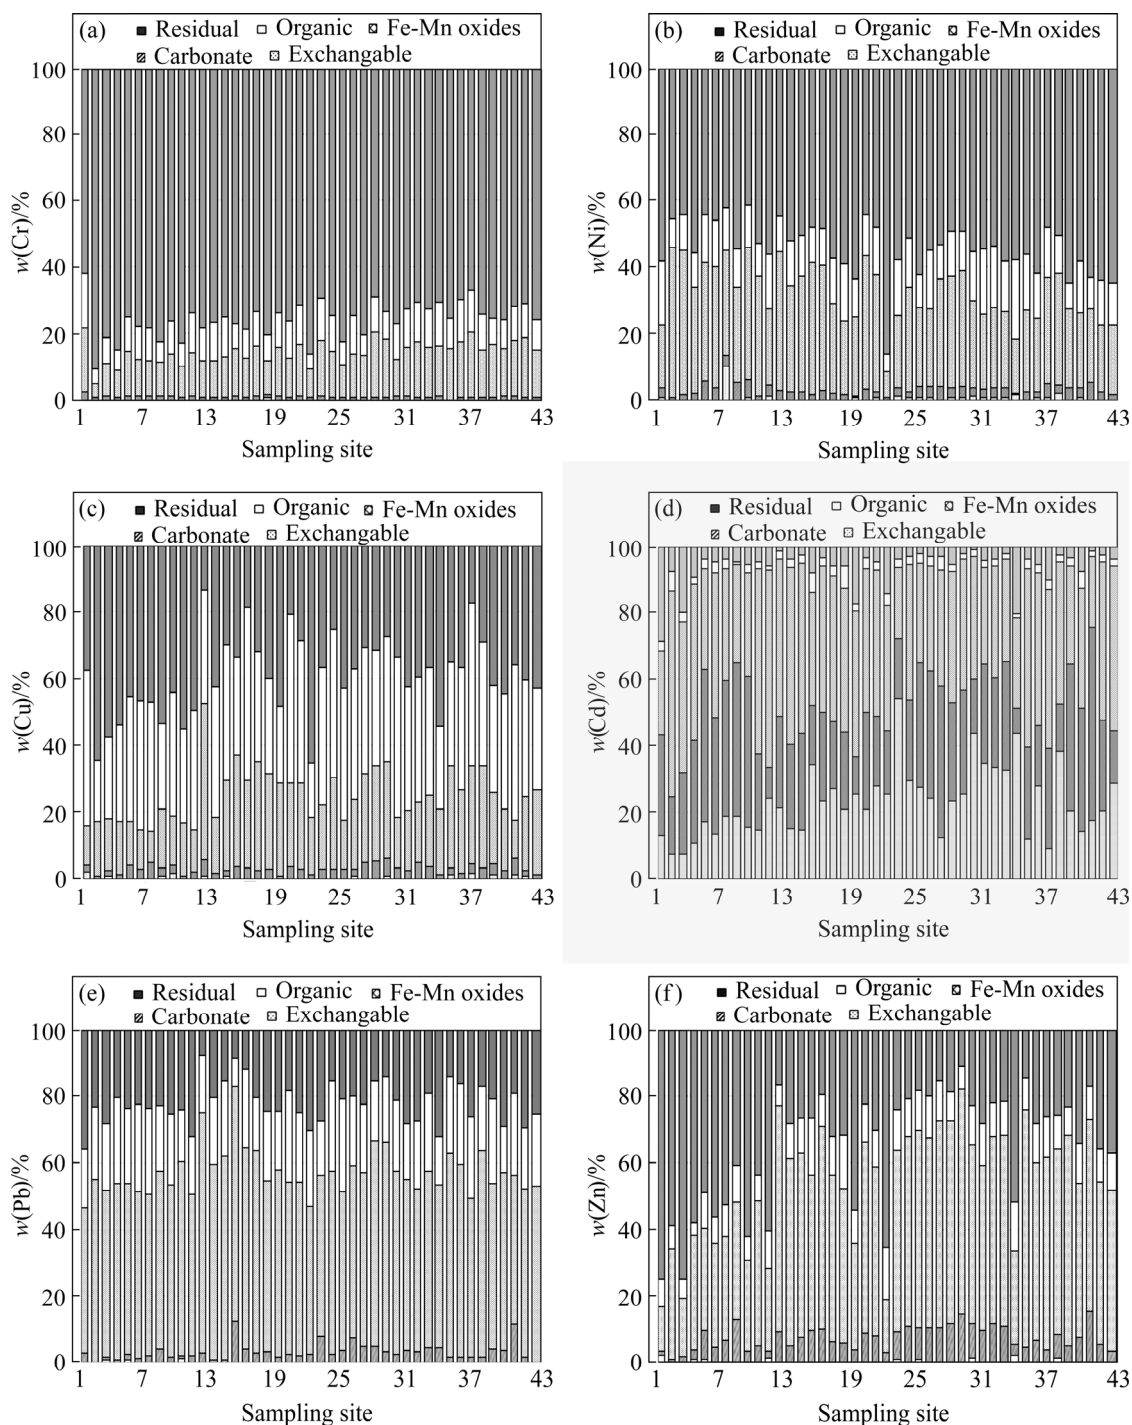 (a) Residual Organic Fe-Mn oxides
Carbonate Exchangable
100
80
60
40
20
0
w(Cr)/%
1 7 13 19 25 31 37 43
Sampling site
(b) Residual Organic Fe-Mn oxides
Carbonate Exchangable
100
80
60
40
20
0
w(Ni)/%
1 7 13 19 25 31 37 43
Sampling site
(c) Residual Organic Fe-Mn oxides
Carbonate Exchangable
100
80
60
40
20
0
w(Cu)/%
1 7 13 19 25 31 37 43
Sampling site
(d) Residual Organic Fe-Mn oxides
Carbonate Exchangable
100
80
60
40
20
0
w(Cd)/%
1 7 13 19 25 31 37 43
Sampling site
(e) Residual Organic Fe-Mn oxides
Carbonate Exchangable
100
80
60
40
20
0
w(Pb)/%
1 7 13 19 25 31 37 43
Sampling site
(f) Residual Organic Fe-Mn oxides
Carbonate Exchangable
100
80
60
40
20
0
w(Zn)/%
1 7 13 19 25 31 37 43
Sampling site